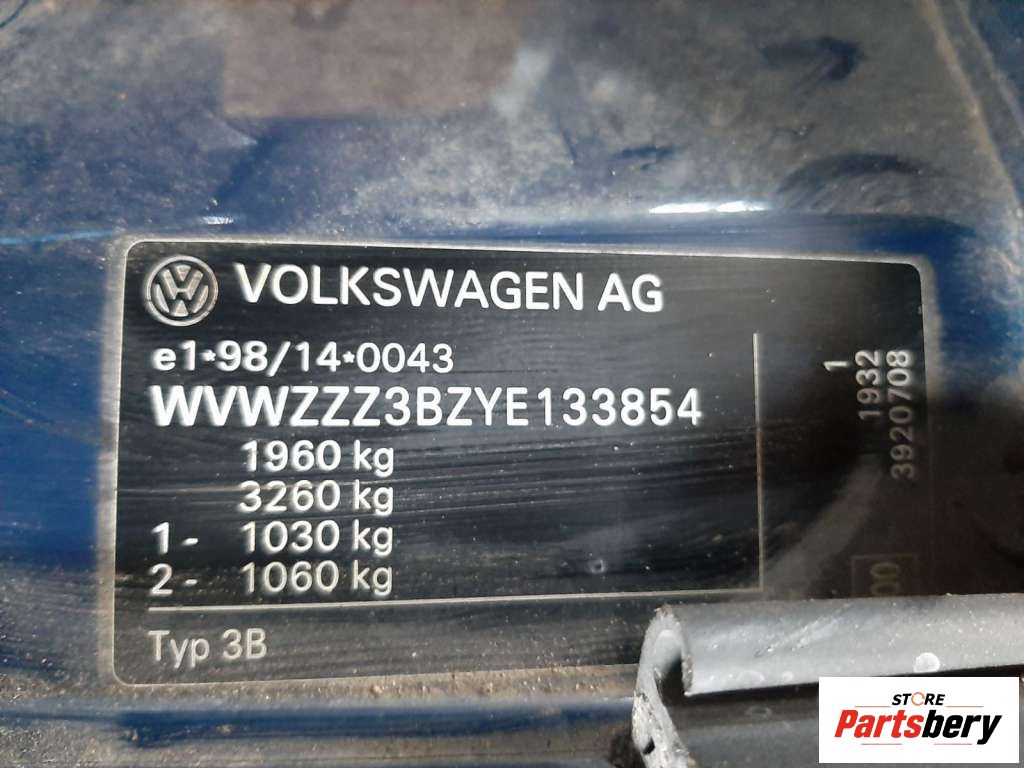 VOLKSWAGEN AG
e1*98/14*0043
WVWZZZ3BZYE133854
1960 kg
3260 kg
1- 1030 kg
2- 1060 kg
Typ 3B
1
1932
3920708
00
STORE
Partsbery